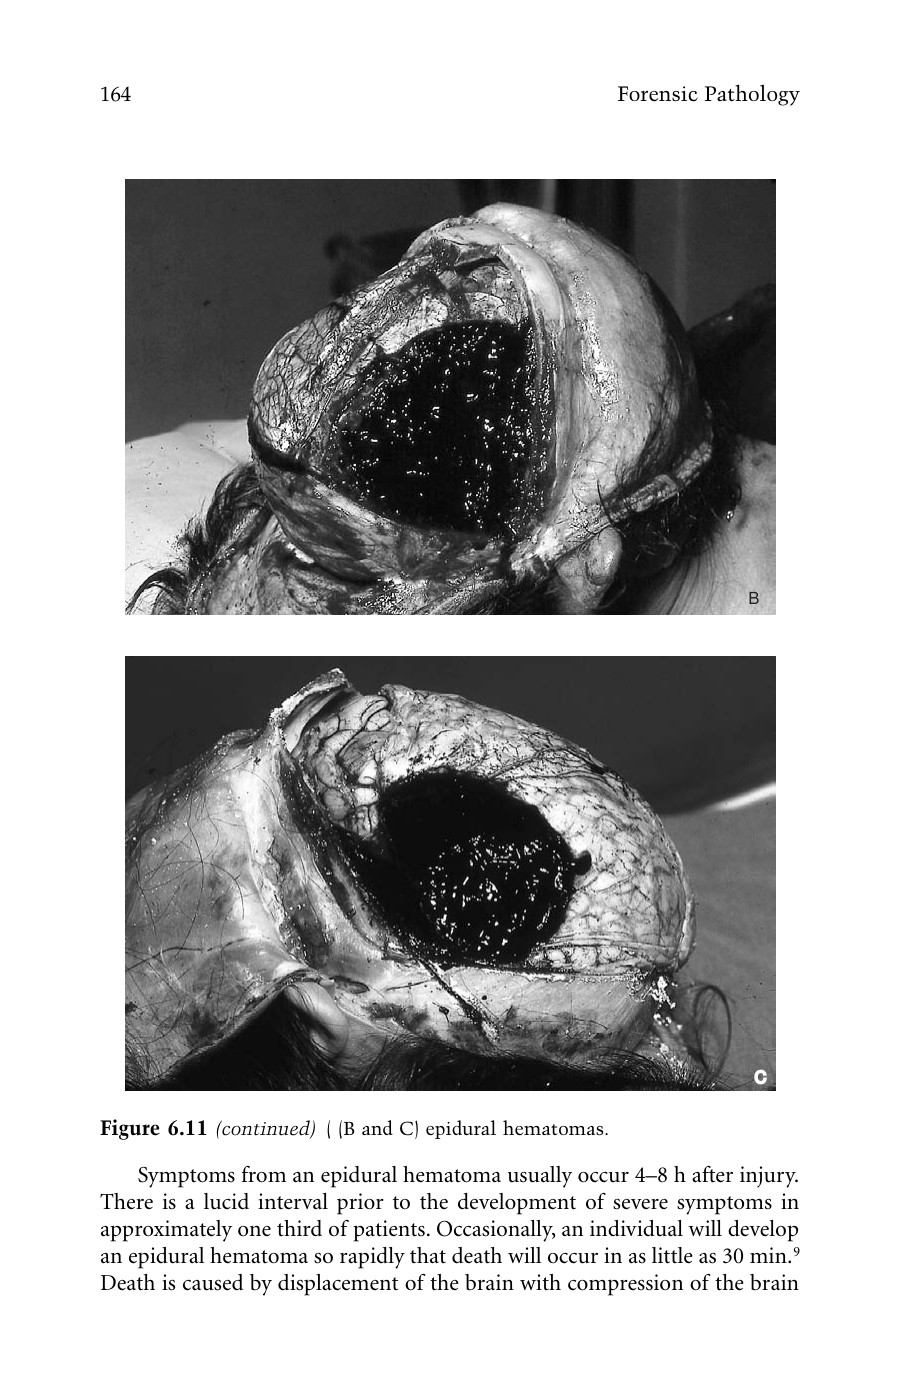 164 Forensic Pathology
B
C
Figure 6.11 (continued) ( (B and C) epidural hematomas.
Symptoms from an epidural hematoma usually occur 4–8 h after injury.
There is a lucid interval prior to the development of severe symptoms in
approximately one third of patients. Occasionally, an individual will develop
an epidural hematoma so rapidly that death will occur in as little as 30 min.9
Death is caused by displacement of the brain with compression of the brain